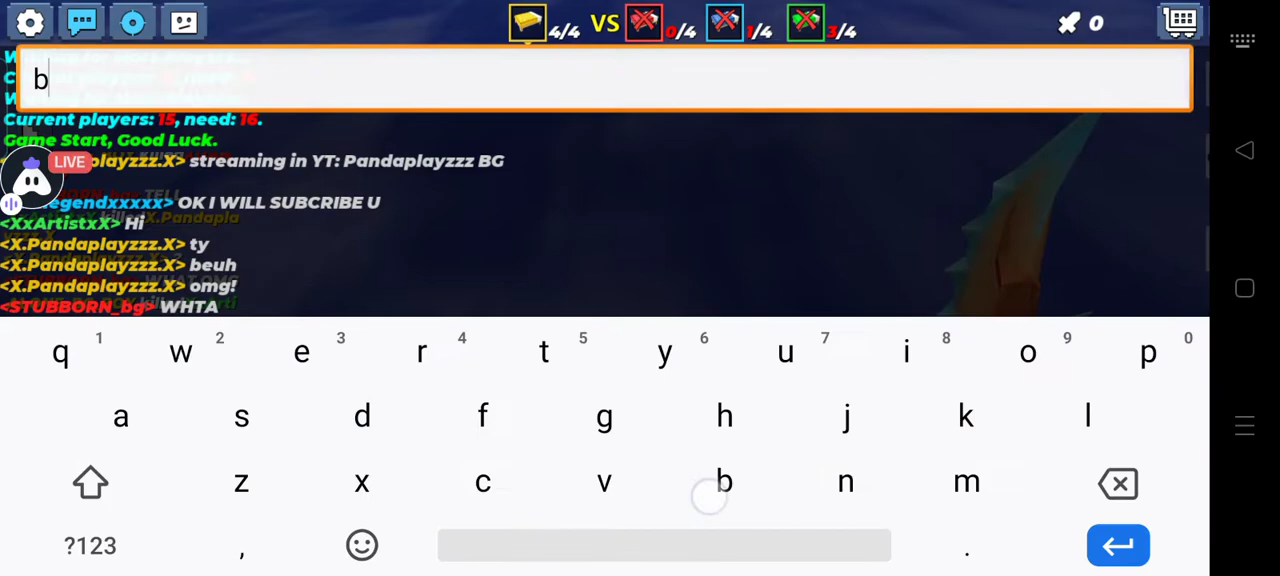 4/4 VS 0/4 1/4 3/4 0
b
Current players: 15, need: 16.
Game Start, Good Luck.
LIVE playzzz.X> streaming in YT: Pandaplayzzz BG
egendxxxxx> OK I WILL SUBCRIBE U
<XxArtistxX> Hi
<X.Pandaplayzzz.X> ty
<X.Pandaplayzzz.X> beuh
<X.Pandaplayzzz.X> omg!
<STUBBORN_bg> WHTA
q 1 w 2 e 3 r 4 t 5 y 6 u 7 i 8 o 9 p 0
a s d f g h j k l
z x c v b n m
?123 , .